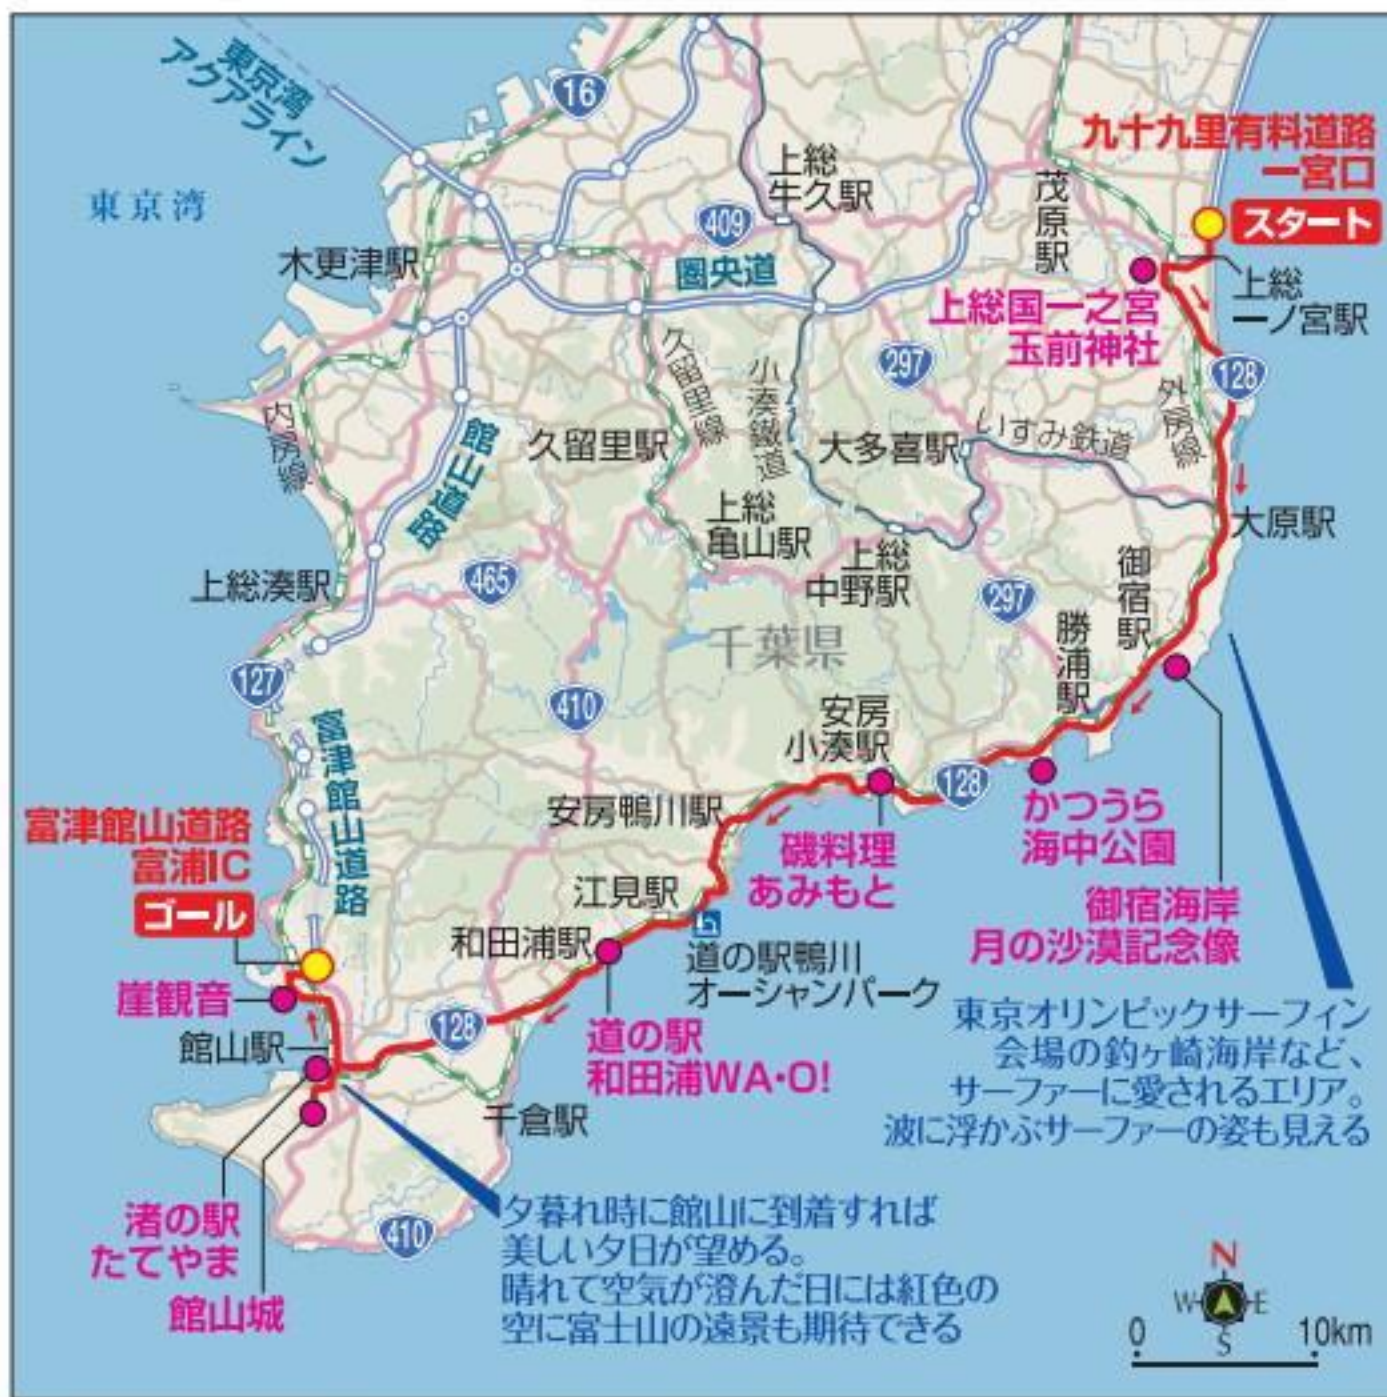 東京湾
アクアライン
16
九十九里有料道路
一宮口
スタート
東京湾
上総
牛久駅
茂原駅
409
木更津駅
圏央道
上総
一ノ宮駅
上総国一之宮
玉前神社
297
128
内房線
久留里線
小湊鐵道
外房線
館山道路
久留里駅
大多喜駅
いすみ鉄道
上総
亀山駅
大原駅
上総湊駅
465
上総
中野駅
297
御宿駅
千葉県
勝浦駅
127
410
安房
小湊駅
128
富津館山道路
安房鴨川駅
かつうら
海中公園
富津館山道路
富浦IC
ゴール
磯料理
あみもと
江見駅
御宿海岸
月の沙漠記念像
和田浦駅
道の駅鴨川
オーシャンパーク
崖観音
館山駅
128
道の駅
和田浦WA・O!
東京オリンピックサーフィン
会場の釣ヶ崎海岸など、
サーファーに愛されるエリア。
波に浮かぶサーファーの姿も見える
千倉駅
渚の駅
たてやま
館山城
410
夕暮れ時に館山に到着すれば
美しい夕日が望める。
晴れて空気が澄んだ日には紅色の
空に富士山の遠景も期待できる
N
W E
S
0 10km